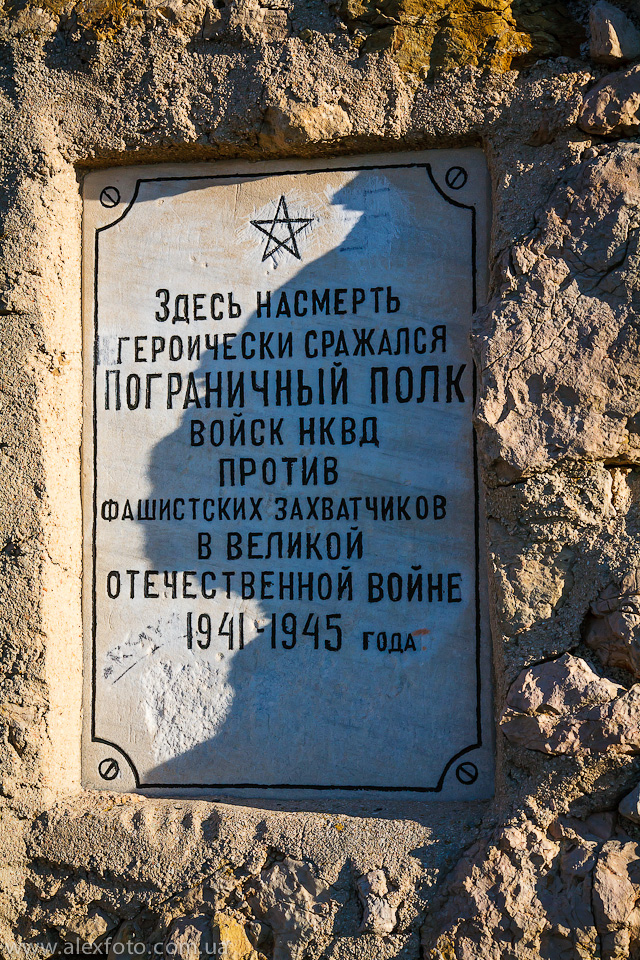 Здесь насмерть
героически сражался
Пограничный полк
войск НКВД
против
фашистских захватчиков
в Великой
Отечественной войне
1941-1945 года
www.alexfoto.com.ua